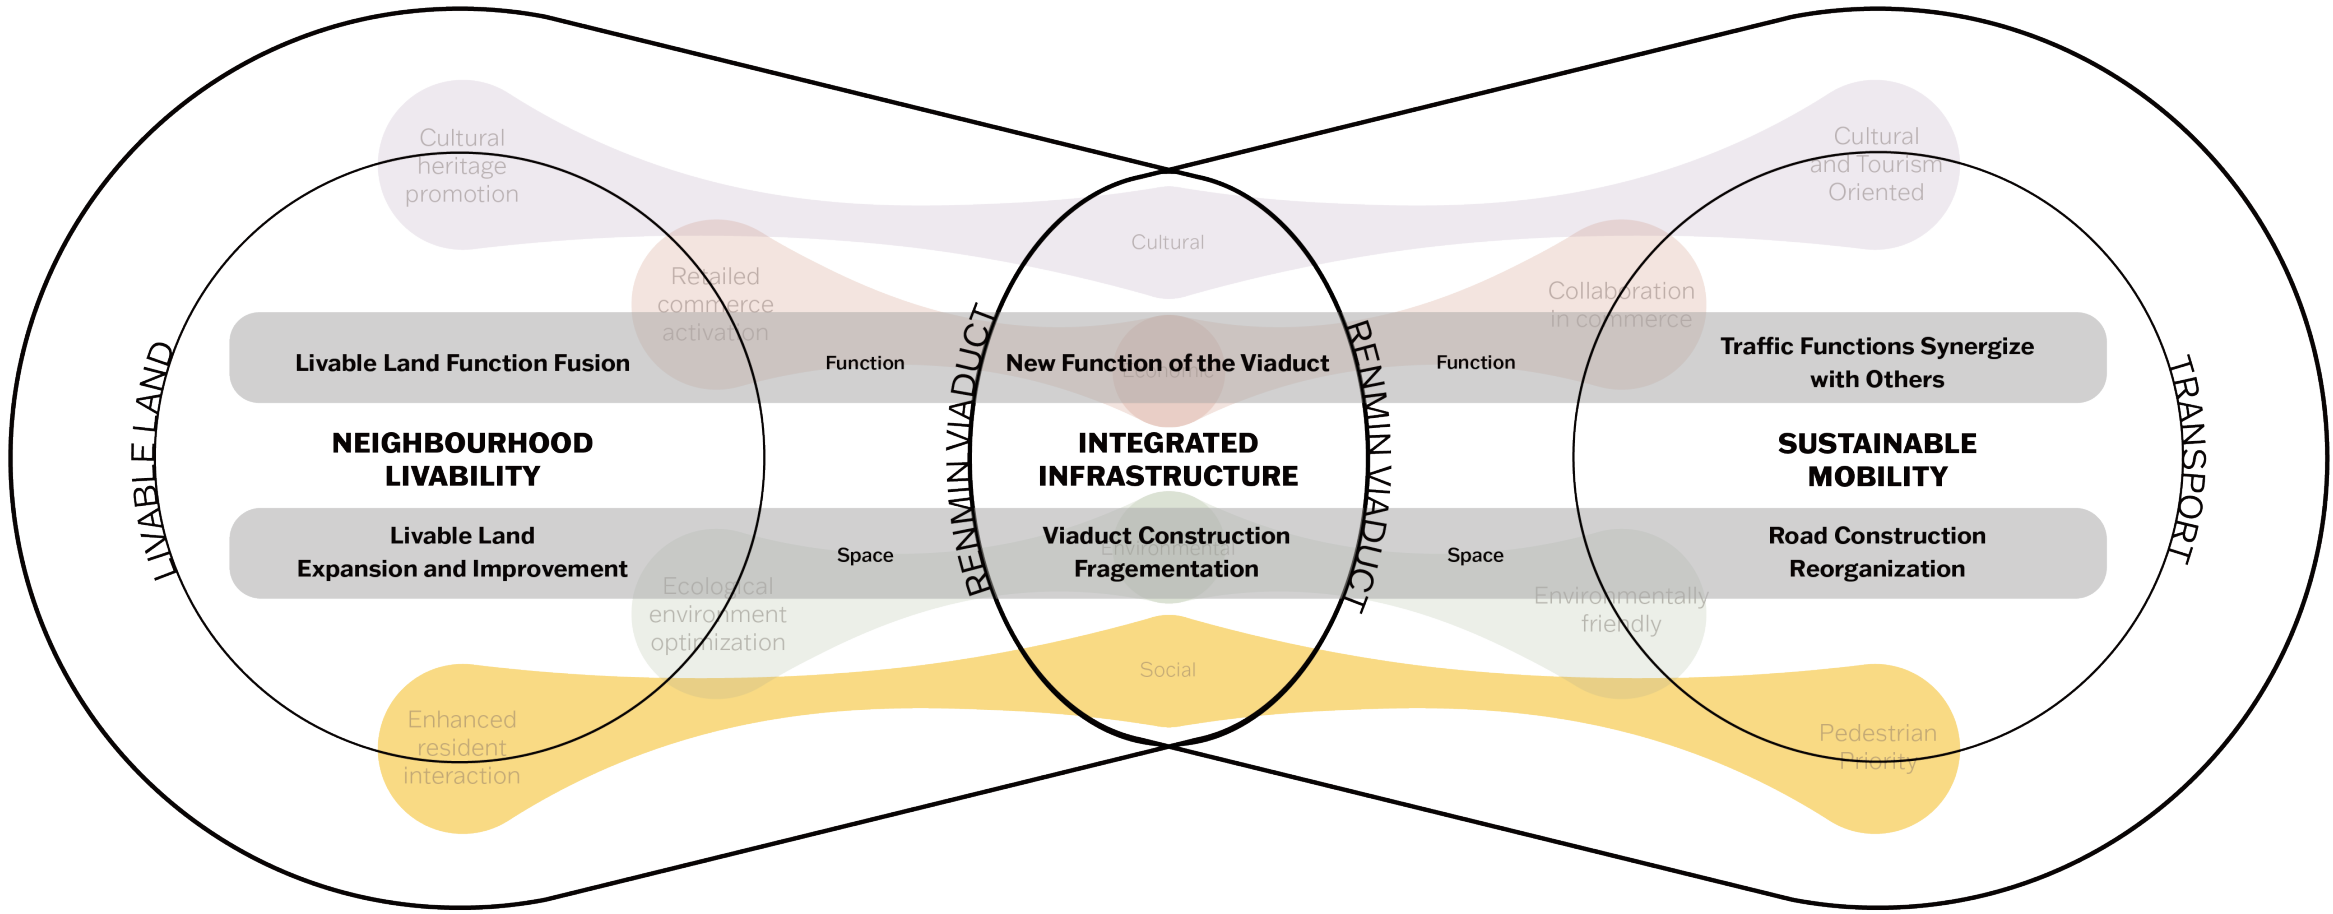 Cultural
heritage
promotion
Cultural
and Tourism
Oriented
Cultural
Retailed
commerce
activation
Collaboration
in commerce
Livable Land Function Fusion
Function
New Function of the Viaduct
Economic
Function
Traffic Functions Synergize
with Others
LIVABLE LAND
NEIGHBOURHOOD
LIVABILITY
RENMIN VIADUCT
INTEGRATED
INFRASTRUCTURE
RENMIN VIADUCT
SUSTAINABLE
MOBILITY
TRANSPORT
Livable Land
Expansion and Improvement
Space
Viaduct Construction
Fragementation
Environmental
Space
Road Construction
Reorganization
Ecological
environment
optimization
Environmentally
friendly
Social
Enhanced
resident
interaction
Pedestrian
Priority